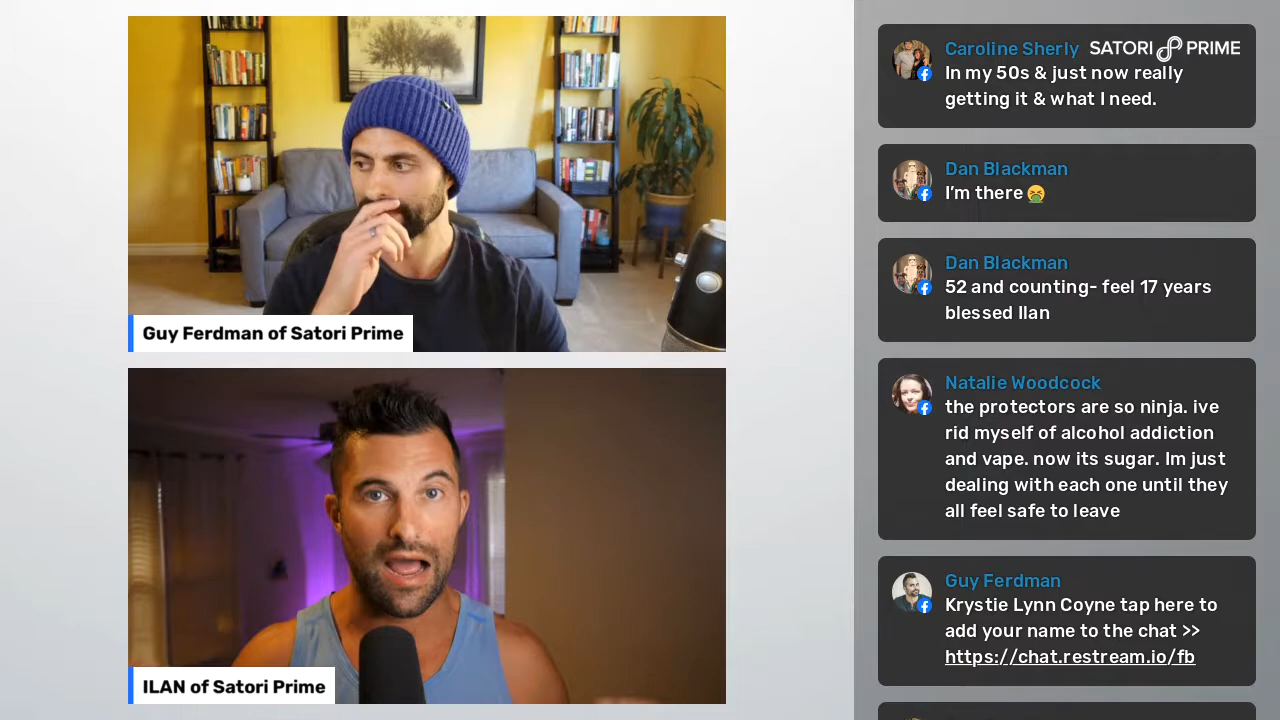 Guy Ferdman of Satori Prime
ILAN of Satori Prime
Caroline Sherly
SATORI PRIME
In my 50s & just now really
getting it & what I need.
Dan Blackman
I'm there🤮
Dan Blackman
52 and counting- feel 17 years
blessed Ilan
Natalie Woodcock
the protectors are so ninja. ive
rid myself of alcohol addiction
and vape. now its sugar. Im just
dealing with each one until they
all feel safe to leave
Guy Ferdman
Krystie Lynn Coyne tap here to
add your name to the chat >>
https://chat.restream.io/fb